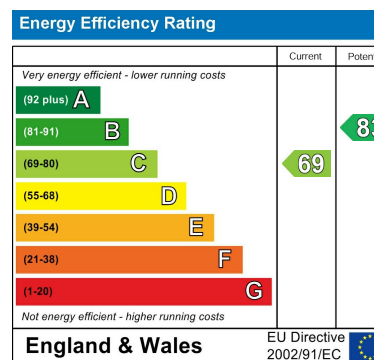 Energy Efficiency Rating
Current
Very energy efficient - lower running costs
(92 plus) A
(81-91) B
(69-80) C
69
(55-68) D
(39-54) E
(21-38) F
(1-20) G
Not energy efficient - higher running costs
England & Wales
EU Directive
2002/91/EC